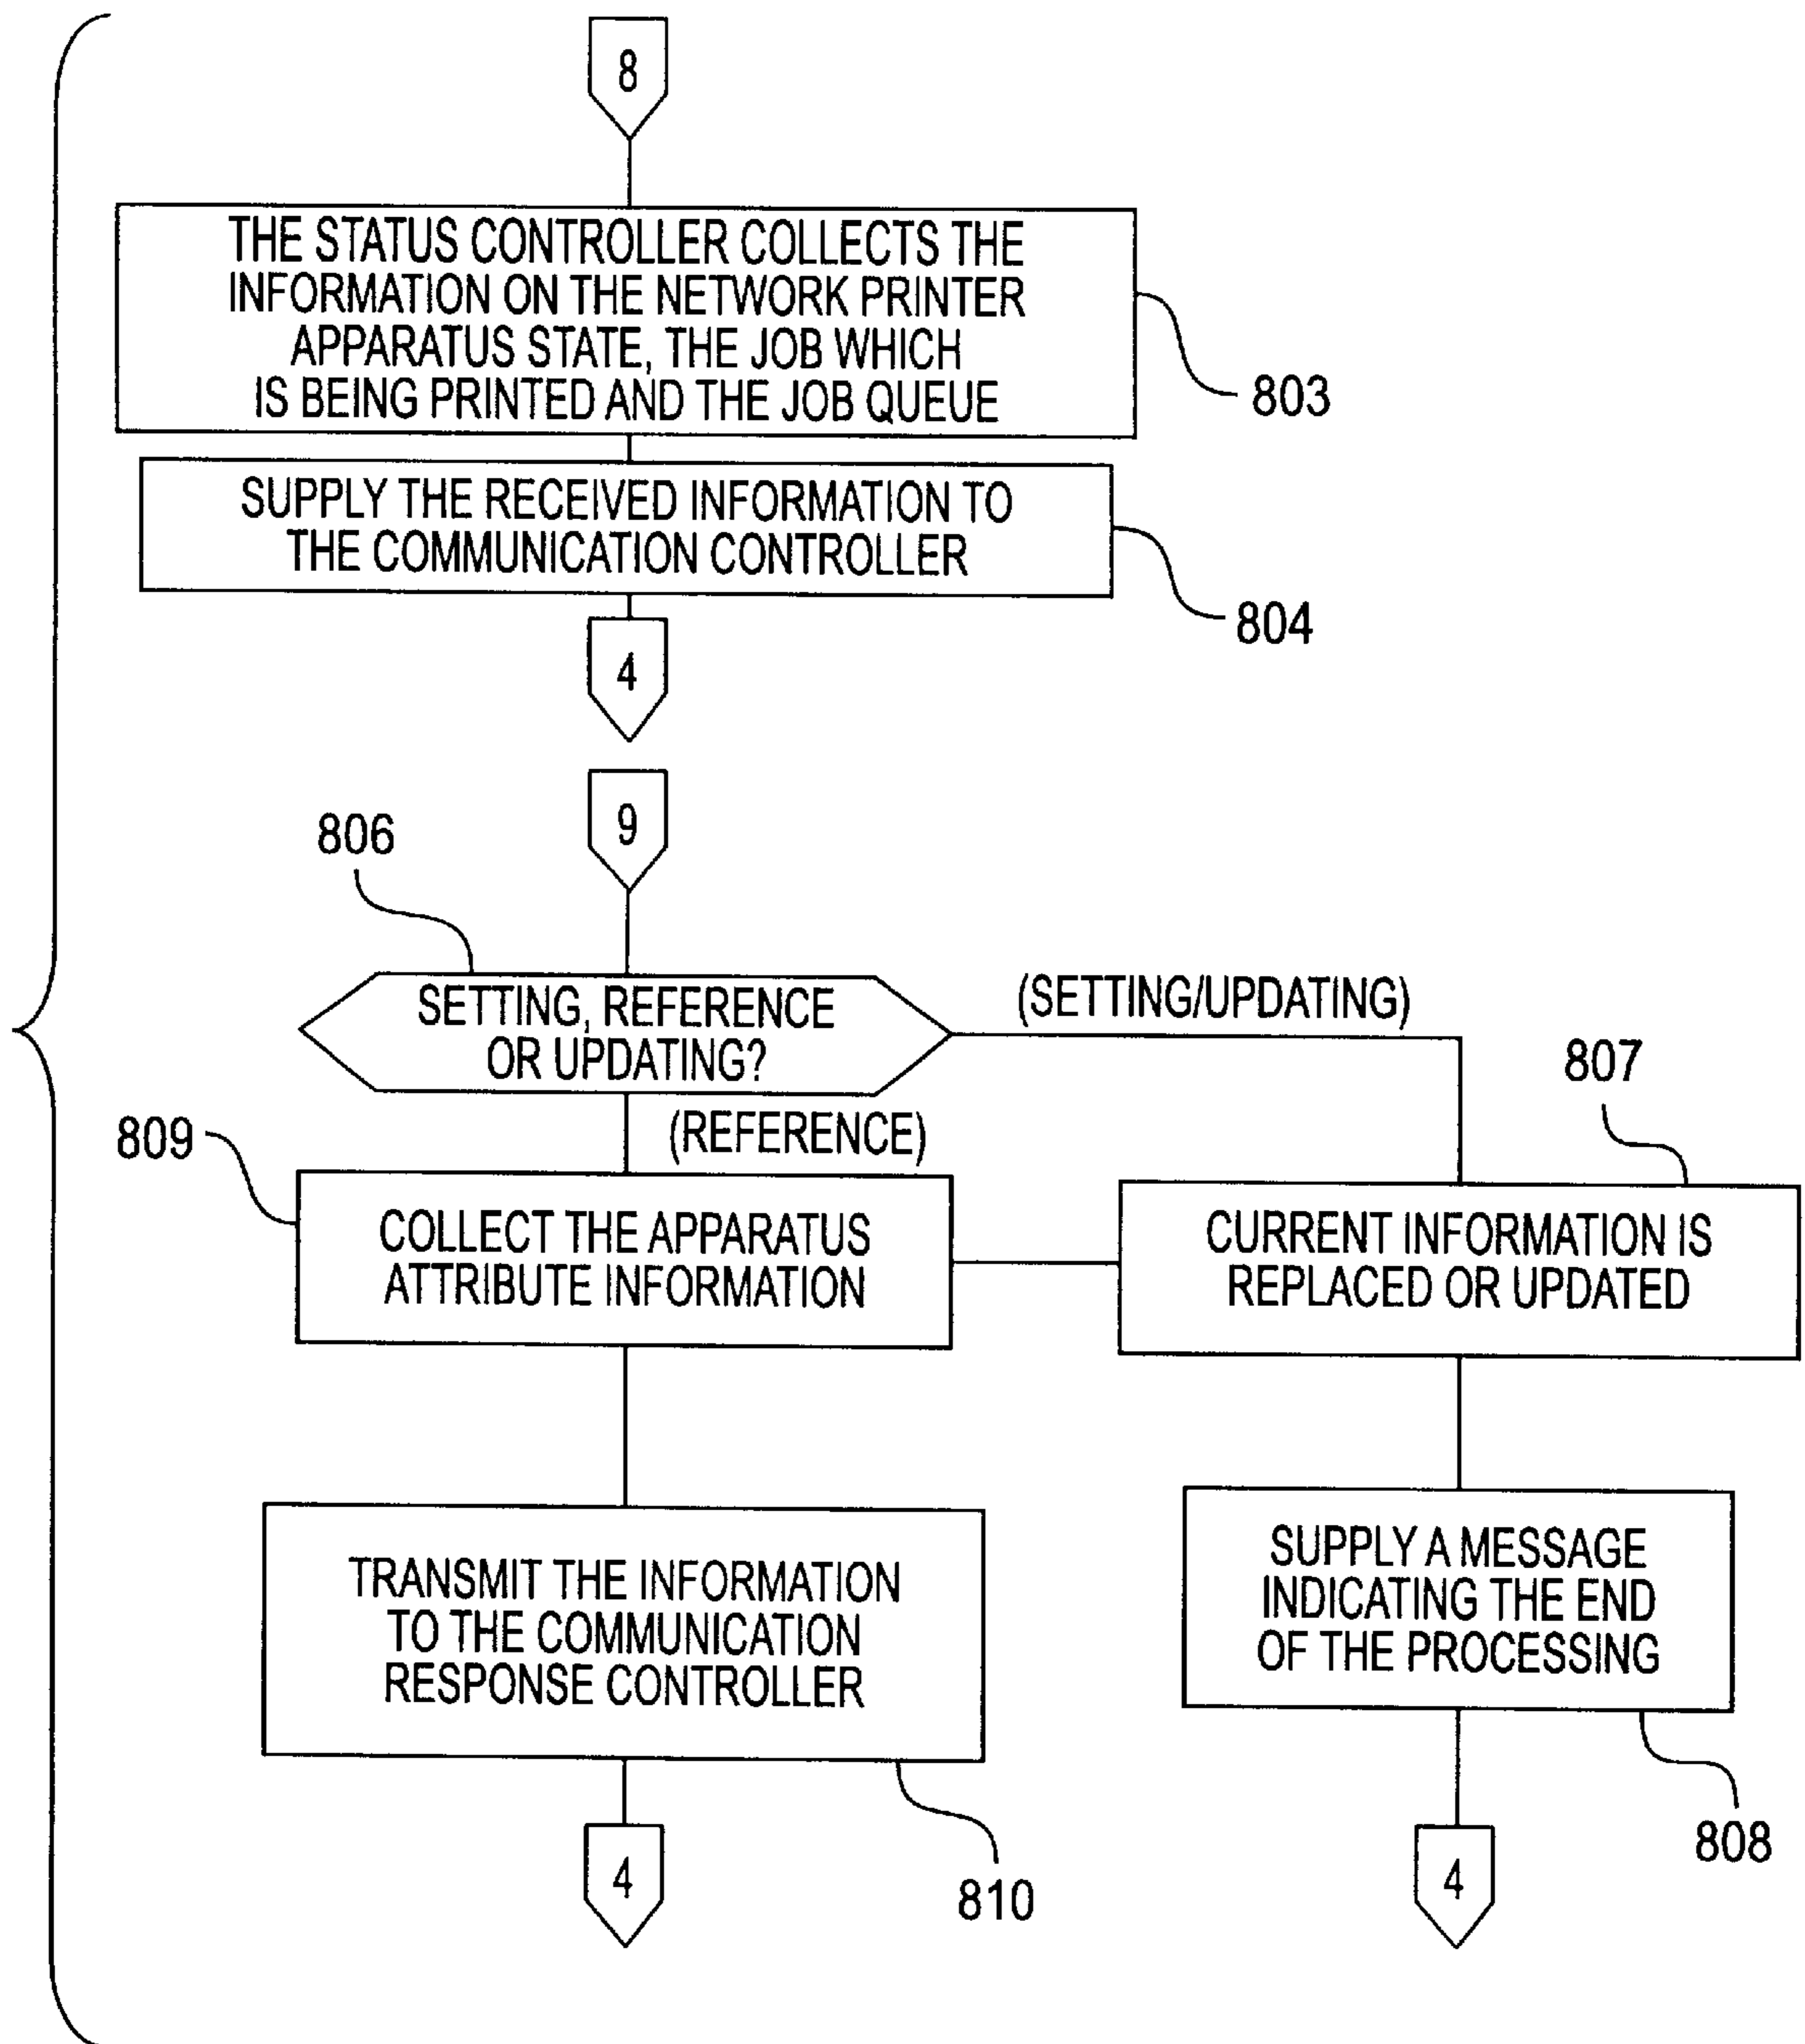 8
THE STATUS CONTROLLER COLLECTS THE
INFORMATION ON THE NETWORK PRINTER
APPARATUS STATE, THE JOB WHICH
IS BEING PRINTED AND THE JOB QUEUE
803
SUPPLY THE RECEIVED INFORMATION TO
THE COMMUNICATION CONTROLLER
804
4
9
806
SETTING, REFERENCE
OR UPDATING?
(SETTING/UPDATING)
(REFERENCE)
807
809
COLLECT THE APPARATUS
ATTRIBUTE INFORMATION
CURRENT INFORMATION IS
REPLACED OR UPDATED
TRANSMIT THE INFORMATION
TO THE COMMUNICATION
RESPONSE CONTROLLER
810
4
SUPPLY A MESSAGE
INDICATING THE END
OF THE PROCESSING
808
4